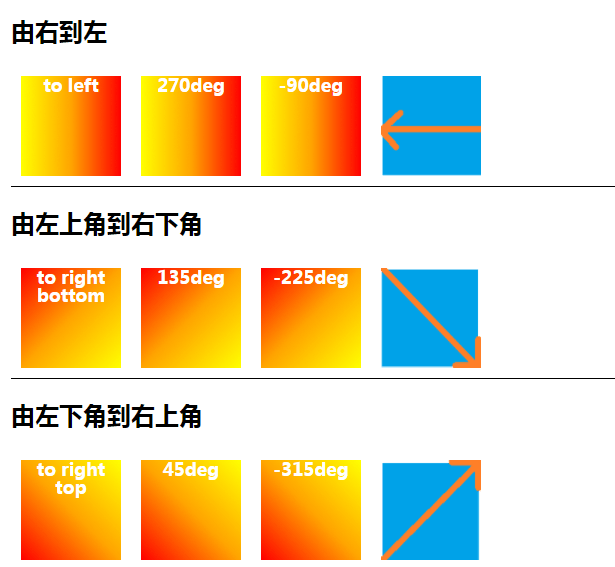 由右到左
to left 270deg -90deg
由左上角到右下角
to right bottom 135deg -225deg
由左下角到右上角
to right top 45deg -315deg